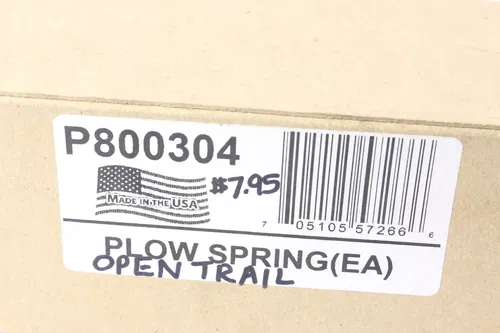 P800304
MADE IN THE USA
$7.95
7 05105 57266 6
PLOW SPRING(EA)
OPEN TRAIL